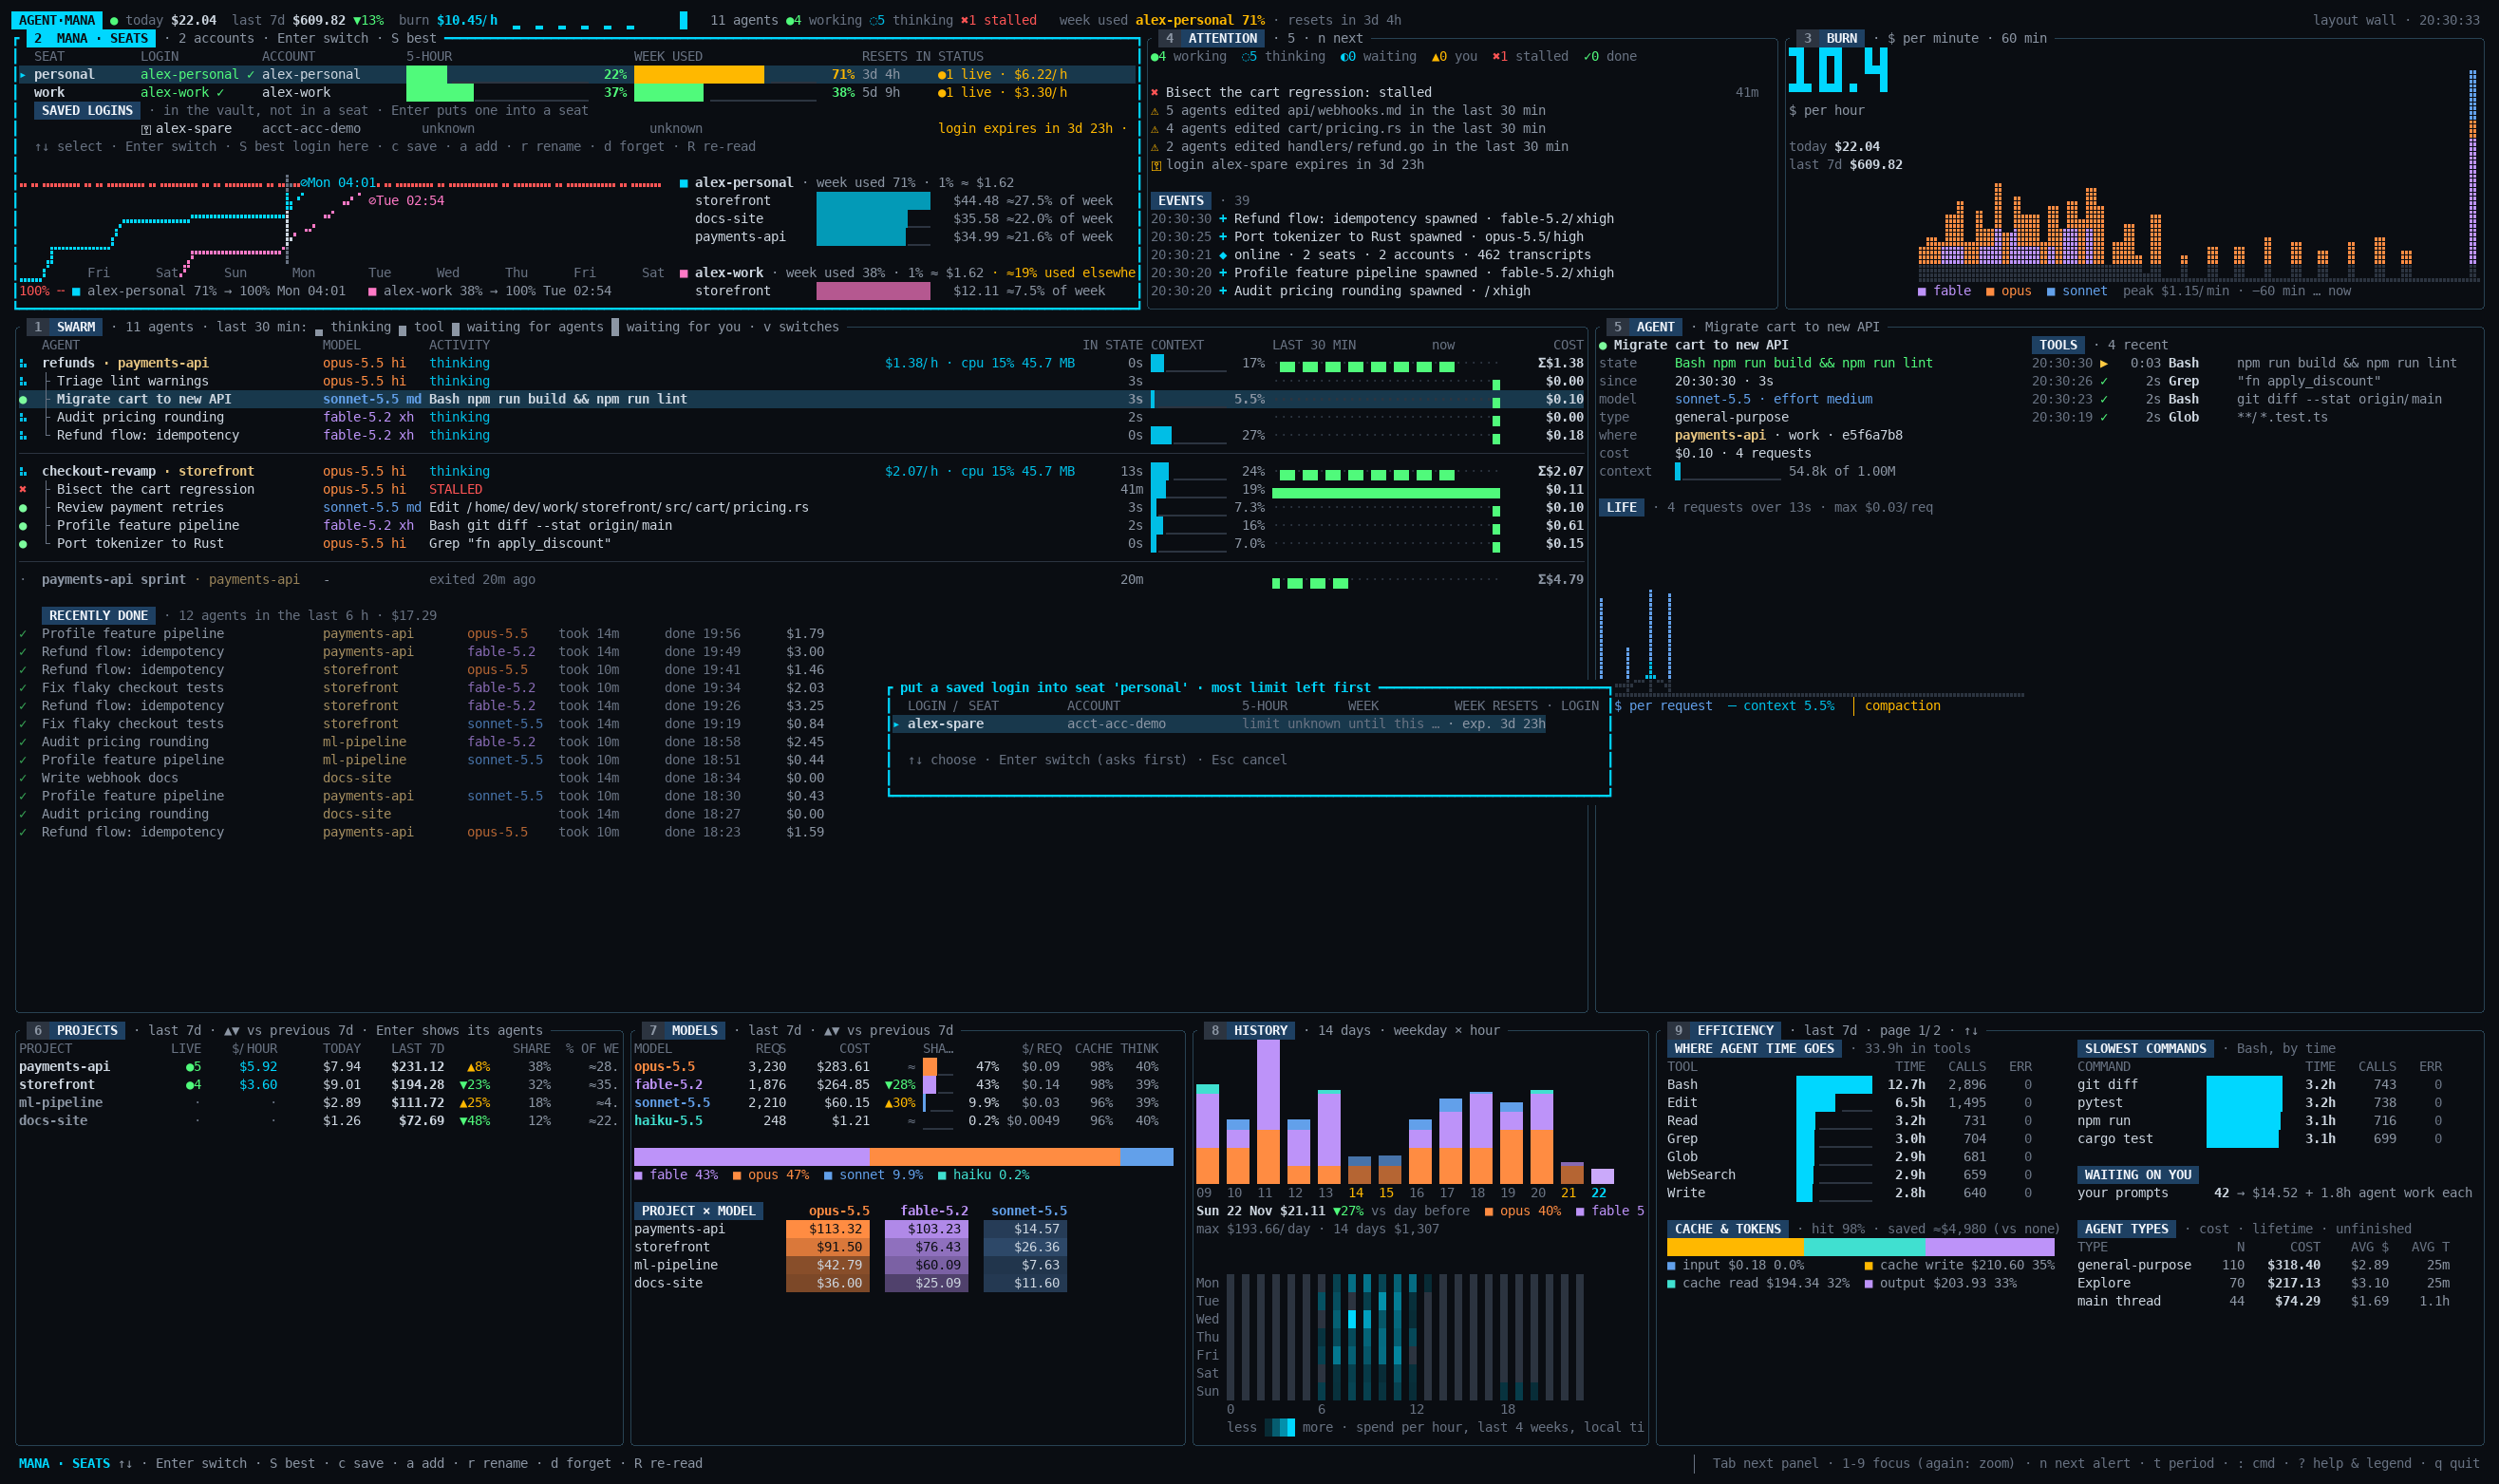 AGENT·MANA ● today $22.04 last 7d $609.82 ▼13% burn $10.45/h 11 agents ●4 working ◌5 thinking ✖1 stalled week used alex-personal 71% · resets in 3d 4h layout wall · 20:30:33
2 MANA · SEATS · 2 accounts · Enter switch · S best
SEAT LOGIN ACCOUNT 5-HOUR WEEK USED RESETS IN STATUS
▸ personal alex-personal ✓ alex-personal 22% 71% 3d 4h ●1 live · $6.22/h
work alex-work ✓ alex-work 37% 38% 5d 9h ●1 live · $3.30/h
SAVED LOGINS · in the vault, not in a seat · Enter puts one into a seat
⚿ alex-spare acct-acc-demo unknown unknown login expires in 3d 23h ·
↑↓ select · Enter switch · S best login here · c save · a add · r rename · d forget · R re-read
⊘Mon 04:01
⊘Tue 02:54
Fri Sat Sun Mon Tue Wed Thu Fri Sat
100% ╌ ■ alex-personal 71% → 100% Mon 04:01 ■ alex-work 38% → 100% Tue 02:54
■ alex-personal · week used 71% · 1% ≈ $1.62
storefront $44.48 ≈27.5% of week
docs-site $35.58 ≈22.0% of week
payments-api $34.99 ≈21.6% of week
■ alex-work · week used 38% · 1% ≈ $1.62 · ≈19% used elsewhe
storefront $12.11 ≈7.5% of week
4 ATTENTION · 5 · n next
●4 working ◌5 thinking ◐0 waiting ▲0 you ✖1 stalled ✓0 done
✖ Bisect the cart regression: stalled 41m
⚠ 5 agents edited api/webhooks.md in the last 30 min
⚠ 4 agents edited cart/pricing.rs in the last 30 min
⚠ 2 agents edited handlers/refund.go in the last 30 min
⚿ login alex-spare expires in 3d 23h
EVENTS · 39
20:30:30 + Refund flow: idempotency spawned · fable-5.2/xhigh
20:30:25 + Port tokenizer to Rust spawned · opus-5.5/high
20:30:21 ◆ online · 2 seats · 2 accounts · 462 transcripts
20:30:20 + Profile feature pipeline spawned · fable-5.2/xhigh
20:30:20 + Audit pricing rounding spawned · /xhigh
3 BURN · $ per minute · 60 min
10.4
$ per hour
today $22.04
last 7d $609.82
■ fable ■ opus ■ sonnet peak $1.15/min · −60 min … now
1 SWARM · 11 agents · last 30 min: thinking tool waiting for agents waiting for you · v switches
AGENT MODEL ACTIVITY IN STATE CONTEXT LAST 30 MIN now COST
refunds · payments-api opus-5.5 hi thinking $1.38/h · cpu 15% 45.7 MB 0s 17% Σ$1.38
├ Triage lint warnings opus-5.5 hi thinking 3s $0.00
● ├ Migrate cart to new API sonnet-5.5 md Bash npm run build && npm run lint 3s 5.5% $0.10
├ Audit pricing rounding fable-5.2 xh thinking 2s $0.00
└ Refund flow: idempotency fable-5.2 xh thinking 0s 27% $0.18
checkout-revamp · storefront opus-5.5 hi thinking $2.07/h · cpu 15% 45.7 MB 13s 24% Σ$2.07
✖ ├ Bisect the cart regression opus-5.5 hi STALLED 41m 19% $0.11
● ├ Review payment retries sonnet-5.5 md Edit /home/dev/work/storefront/src/cart/pricing.rs 3s 7.3% $0.10
● ├ Profile feature pipeline fable-5.2 xh Bash git diff --stat origin/main 2s 16% $0.61
● └ Port tokenizer to Rust opus-5.5 hi Grep "fn apply_discount" 0s 7.0% $0.15
· payments-api sprint · payments-api - exited 20m ago 20m Σ$4.79
RECENTLY DONE · 12 agents in the last 6 h · $17.29
✓ Profile feature pipeline payments-api opus-5.5 took 14m done 19:56 $1.79
✓ Refund flow: idempotency payments-api fable-5.2 took 14m done 19:49 $3.00
✓ Refund flow: idempotency storefront opus-5.5 took 10m done 19:41 $1.46
✓ Fix flaky checkout tests storefront fable-5.2 took 10m done 19:34 $2.03
✓ Refund flow: idempotency storefront fable-5.2 took 10m done 19:26 $3.25
✓ Fix flaky checkout tests storefront sonnet-5.5 took 14m done 19:19 $0.84
✓ Audit pricing rounding ml-pipeline fable-5.2 took 10m done 18:58 $2.45
✓ Profile feature pipeline ml-pipeline sonnet-5.5 took 10m done 18:51 $0.44
✓ Write webhook docs docs-site took 14m done 18:34 $0.00
✓ Profile feature pipeline payments-api sonnet-5.5 took 10m done 18:30 $0.43
✓ Audit pricing rounding docs-site took 14m done 18:27 $0.00
✓ Refund flow: idempotency payments-api opus-5.5 took 10m done 18:23 $1.59
put a saved login into seat 'personal' · most limit left first
LOGIN / SEAT ACCOUNT 5-HOUR WEEK WEEK RESETS · LOGIN
▸ alex-spare acct-acc-demo limit unknown until this … · exp. 3d 23h
↑↓ choose · Enter switch (asks first) · Esc cancel
5 AGENT · Migrate cart to new API
● Migrate cart to new API
state Bash npm run build && npm run lint
since 20:30:30 · 3s
model sonnet-5.5 · effort medium
type general-purpose
where payments-api · work · e5f6a7b8
cost $0.10 · 4 requests
context 54.8k of 1.00M
TOOLS · 4 recent
20:30:30 ▶ 0:03 Bash npm run build && npm run lint
20:30:26 ✓ 2s Grep "fn apply_discount"
20:30:23 ✓ 2s Bash git diff --stat origin/main
20:30:19 ✓ 2s Glob **/*.test.ts
LIFE · 4 requests over 13s · max $0.03/req
$ per request ─ context 5.5% │ compaction
6 PROJECTS · last 7d · ▲▼ vs previous 7d · Enter shows its agents
PROJECT LIVE $/HOUR TODAY LAST 7D SHARE % OF WE
payments-api ●5 $5.92 $7.94 $231.12 ▲8% 38% ≈28.
storefront ●4 $3.60 $9.01 $194.28 ▼23% 32% ≈35.
ml-pipeline · · $2.89 $111.72 ▲25% 18% ≈4.
docs-site · · $1.26 $72.69 ▼48% 12% ≈22.
7 MODELS · last 7d · ▲▼ vs previous 7d
MODEL REQS COST SHA… $/REQ CACHE THINK
opus-5.5 3,230 $283.61 ≈ 47% $0.09 98% 40%
fable-5.2 1,876 $264.85 ▼28% 43% $0.14 98% 39%
sonnet-5.5 2,210 $60.15 ▲30% 9.9% $0.03 96% 39%
haiku-5.5 248 $1.21 ≈ 0.2% $0.0049 96% 40%
■ fable 43% ■ opus 47% ■ sonnet 9.9% ■ haiku 0.2%
PROJECT × MODEL opus-5.5 fable-5.2 sonnet-5.5
payments-api $113.32 $103.23 $14.57
storefront $91.50 $76.43 $26.36
ml-pipeline $42.79 $60.09 $7.63
docs-site $36.00 $25.09 $11.60
8 HISTORY · 14 days · weekday × hour
09 10 11 12 13 14 15 16 17 18 19 20 21 22
Sun 22 Nov $21.11 ▼27% vs day before ■ opus 40% ■ fable 5
max $193.66/day · 14 days $1,307
Mon
Tue
Wed
Thu
Fri
Sat
Sun
0 6 12 18
less more · spend per hour, last 4 weeks, local ti
9 EFFICIENCY · last 7d · page 1/2 · ↑↓
WHERE AGENT TIME GOES · 33.9h in tools
TOOL TIME CALLS ERR
Bash 12.7h 2,896 0
Edit 6.5h 1,495 0
Read 3.2h 731 0
Grep 3.0h 704 0
Glob 2.9h 681 0
WebSearch 2.9h 659 0
Write 2.8h 640 0
CACHE & TOKENS · hit 98% · saved ≈$4,980 (vs none)
■ input $0.18 0.0% ■ cache write $210.60 35%
■ cache read $194.34 32% ■ output $203.93 33%
SLOWEST COMMANDS · Bash, by time
COMMAND TIME CALLS ERR
git diff 3.2h 743 0
pytest 3.2h 738 0
npm run 3.1h 716 0
cargo test 3.1h 699 0
WAITING ON YOU
your prompts 42 → $14.52 + 1.8h agent work each
AGENT TYPES · cost · lifetime · unfinished
TYPE N COST AVG $ AVG T
general-purpose 110 $318.40 $2.89 25m
Explore 70 $217.13 $3.10 25m
main thread 44 $74.29 $1.69 1.1h
MANA · SEATS ↑↓ · Enter switch · S best · c save · a add · r rename · d forget · R re-read │ Tab next panel · 1-9 focus (again: zoom) · n next alert · t period · : cmd · ? help & legend · q quit